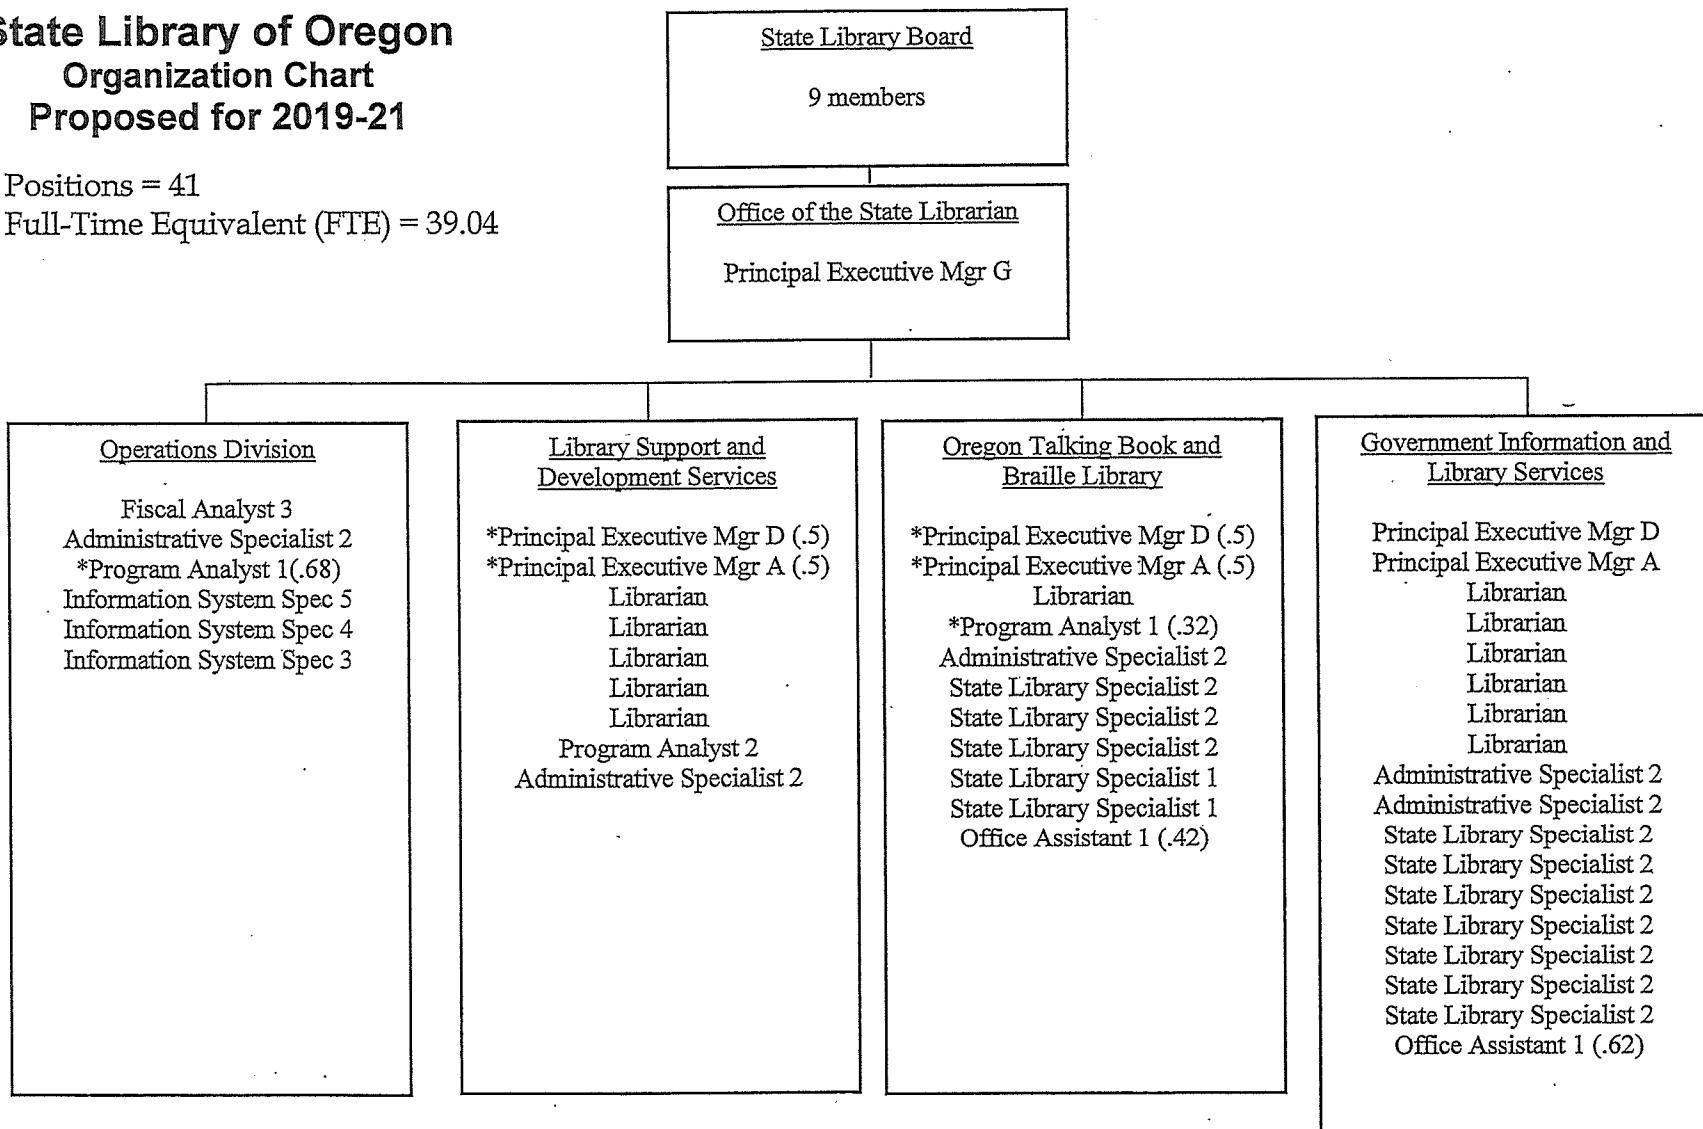 State Library of Oregon
Organization Chart
Proposed for 2019-21
Positions = 41
Full-Time Equivalent (FTE) = 39.04
State Library Board
9 members
Office of the State Librarian
Principal Executive Mgr G
Operations Division
Fiscal Analyst 3
Administrative Specialist 2
*Program Analyst 1(.68)
Information System Spec 5
Information System Spec 4
Information System Spec 3
Library Support and
Development Services
*Principal Executive Mgr D (.5)
*Principal Executive Mgr A (.5)
Librarian
Librarian
Librarian
Librarian
Librarian
Program Analyst 2
Administrative Specialist 2
Oregon Talking Book and
Braille Library
*Principal Executive Mgr D (.5)
*Principal Executive Mgr A (.5)
Librarian
*Program Analyst 1 (.32)
Administrative Specialist 2
State Library Specialist 2
State Library Specialist 2
State Library Specialist 2
State Library Specialist 1
State Library Specialist 1
Office Assistant 1 (.42)
Government Information and
Library Services
Principal Executive Mgr D
Principal Executive Mgr A
Librarian
Librarian
Librarian
Librarian
Librarian
Librarian
Administrative Specialist 2
Administrative Specialist 2
State Library Specialist 2
State Library Specialist 2
State Library Specialist 2
State Library Specialist 2
State Library Specialist 2
State Library Specialist 2
State Library Specialist 2
Office Assistant 1 (.62)